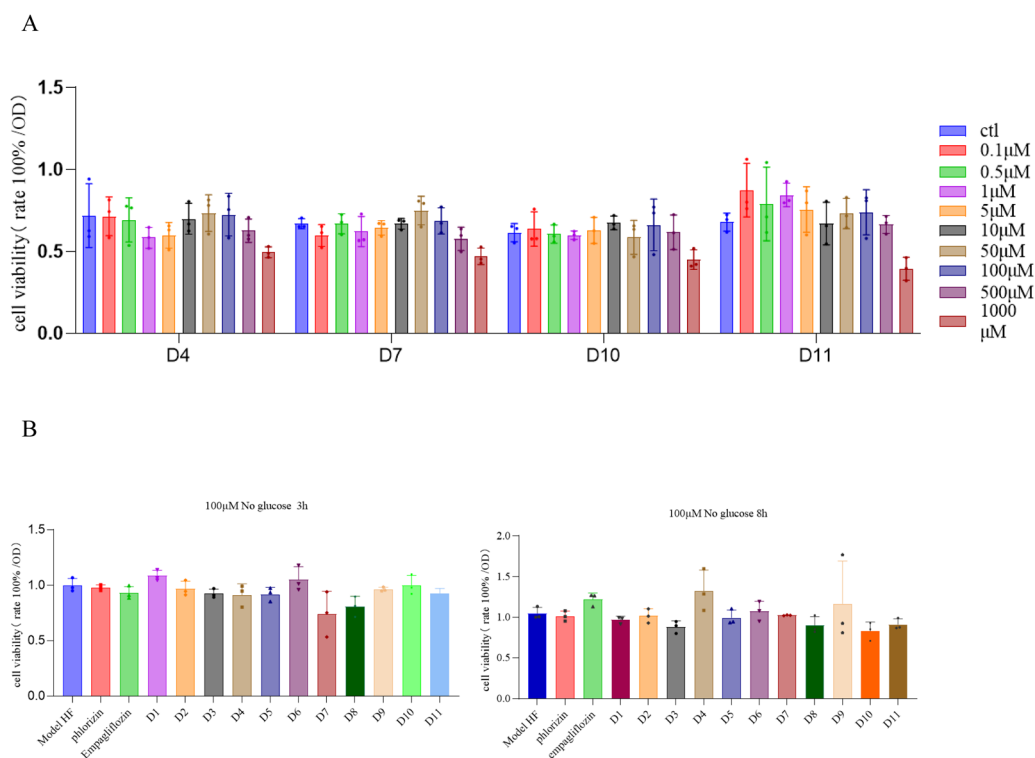 A
cell viability( rate 100% /OD)
1.5
1.0
0.5
0.0
D4 D7 D10 D11
ctl
0.1μM
0.5μM
1μM
5μM
10μM
50μM
100μM
500μM
1000
μM
B
100μM No glucose 3h
cell viability( rate 100% /OD)
1.5
1.0
0.5
0.0
Model HF
phlorizin
Empagliflozin
D1
D2
D3
D4
D5
D6
D7
D8
D9
D10
D11
100μM No glucose 8h
cell viability( rate 100% /OD)
2.0
1.5
1.0
0.5
0.0
Model HF
phlorizin
empagliflozin
D1
D2
D3
D4
D5
D6
D7
D8
D9
D10
D11